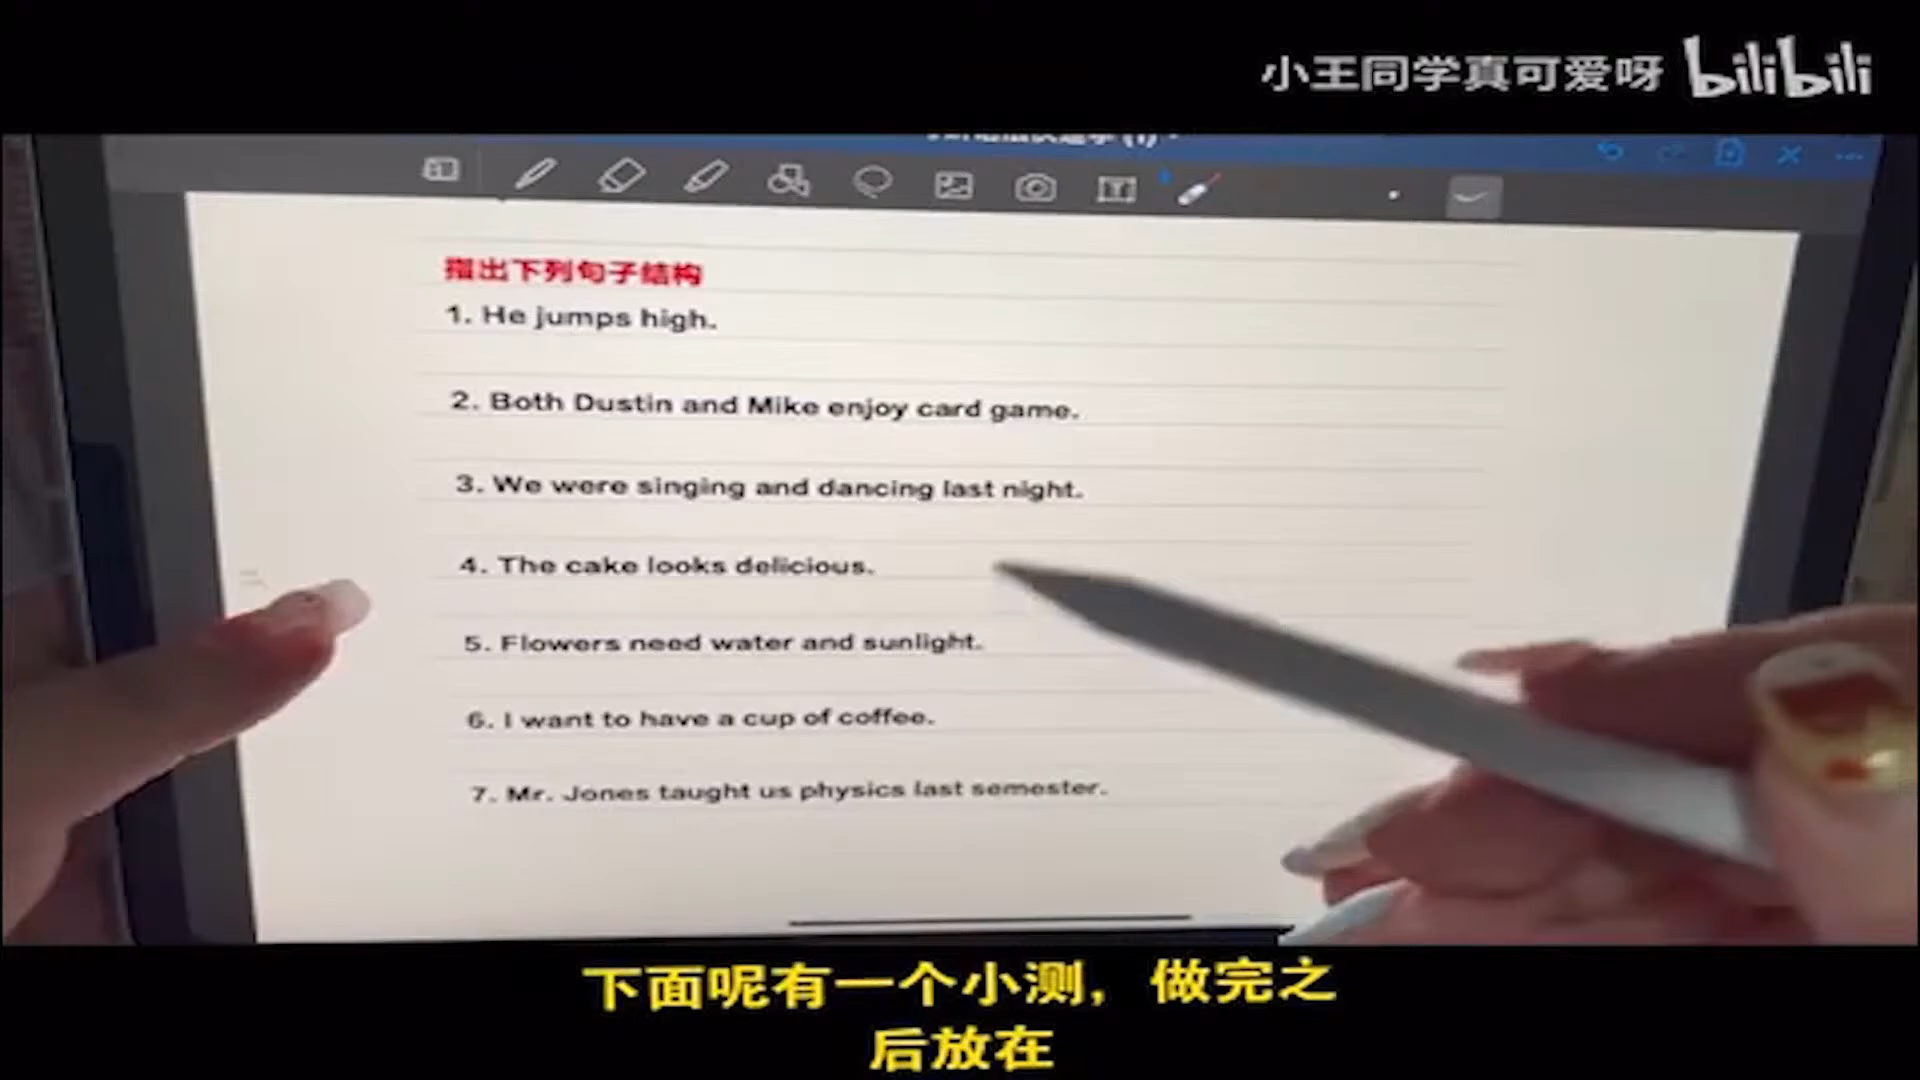 小王同学真可爱呀 bilibili
指出下列句子结构
1. He jumps high.
2. Both Dustin and Mike enjoy card game.
3. We were singing and dancing last night.
4. The cake looks delicious.
5. Flowers need water and sunlight.
6. I want to have a cup of coffee.
7. Mr. Jones taught us physics last semester.
下面呢有一个小测，做完之
后放在